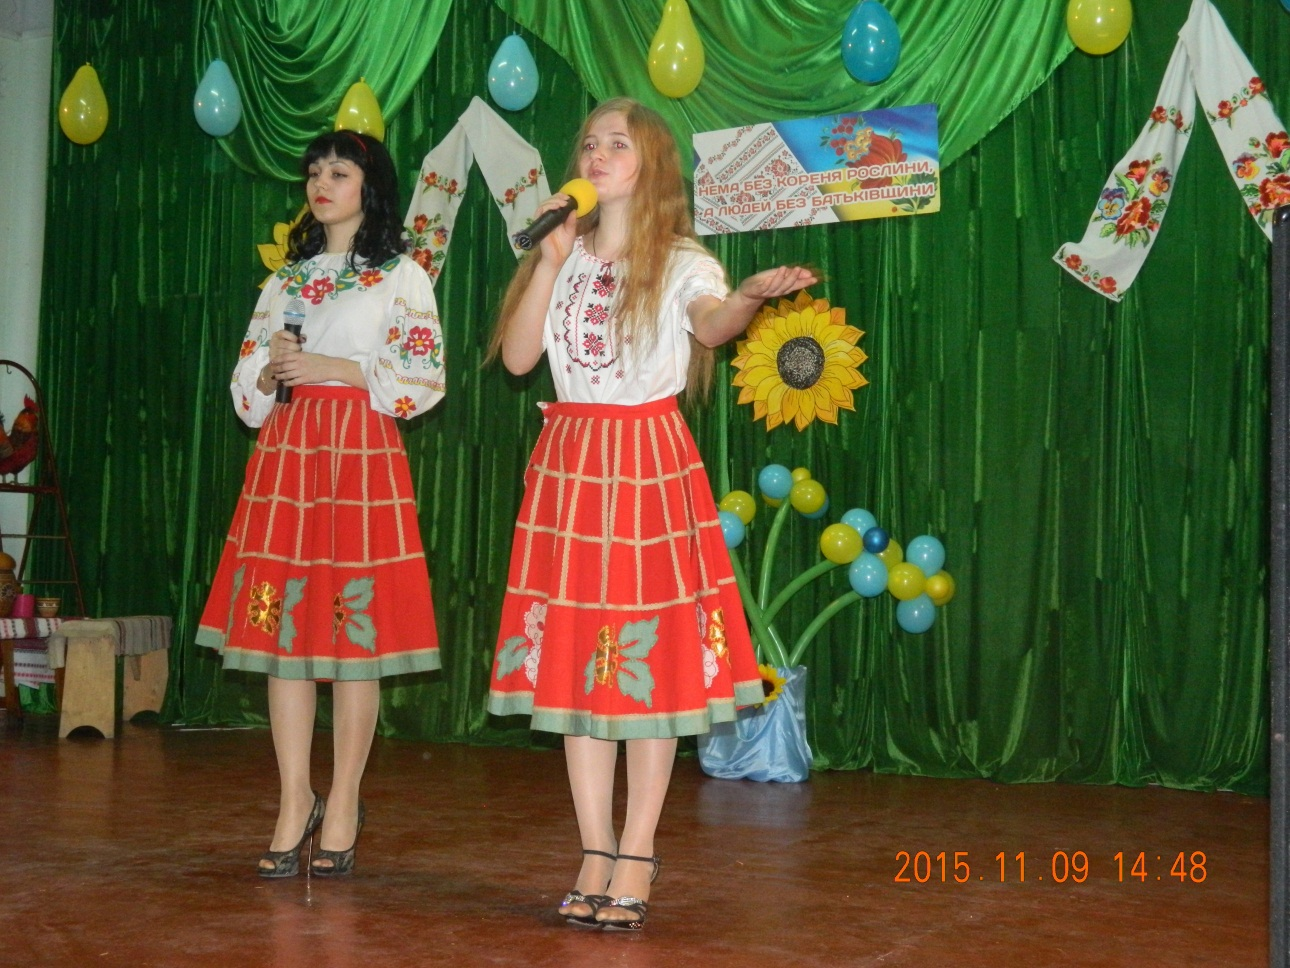 НЕМА БЕЗ КОРЕНЯ РОСЛИНИ,
А ЛЮДЕЙ БЕЗ БАТЬКІВЩИНИ
2015.11.09 14:48